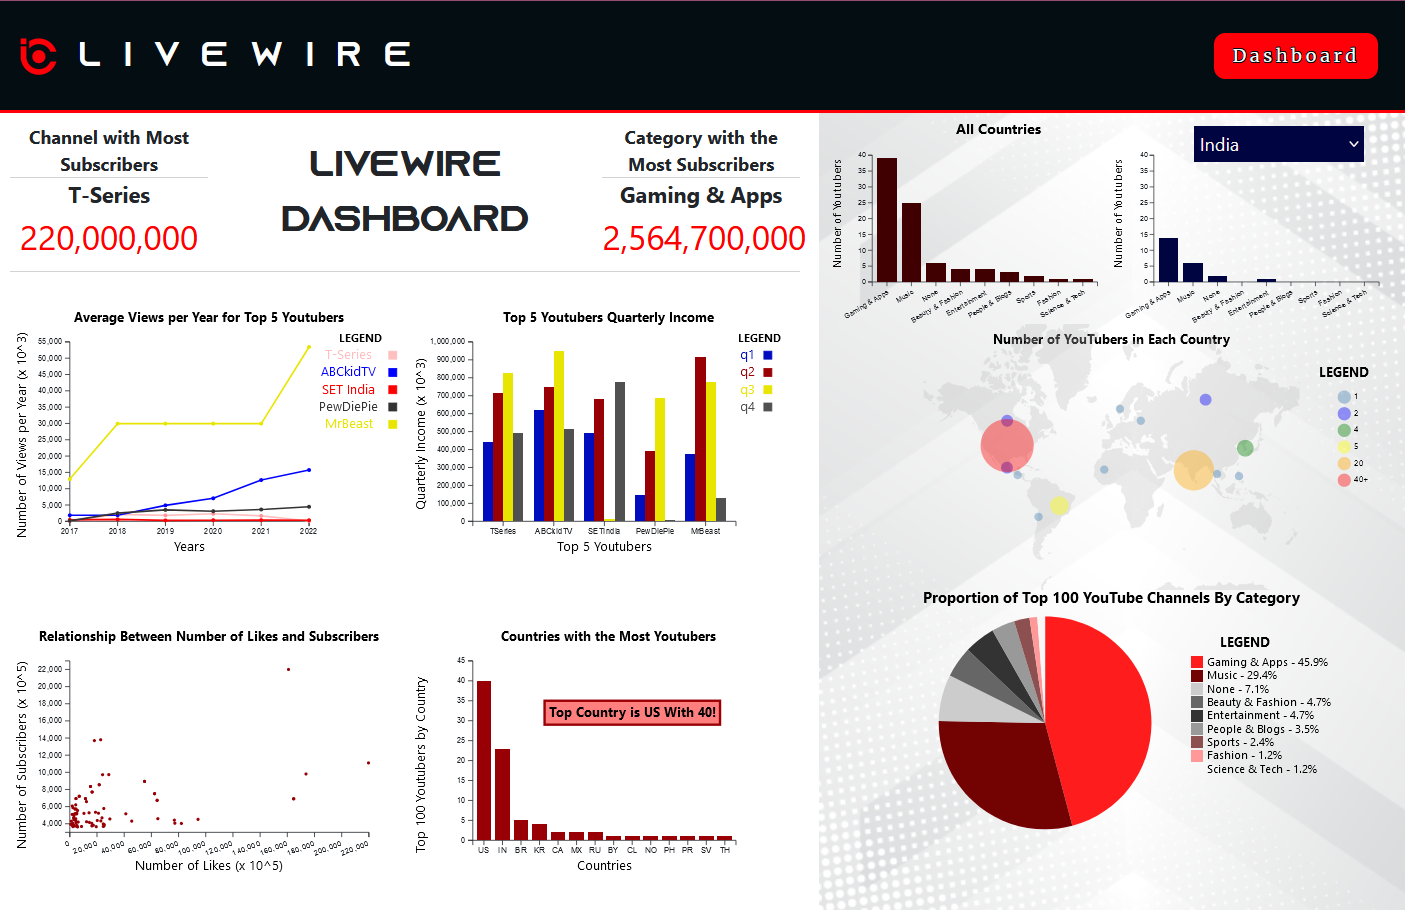 LIVEWIRE
Dashboard
Channel with Most
Subscribers
T-Series
220,000,000
LIVEWIRE
DASHBOARD
Category with the
Most Subscribers
Gaming & Apps
2,564,700,000
Average Views per Year for Top 5 Youtubers
LEGEND
T-Series
ABCkidTV
SET India
PewDiePie
MrBeast
Number of Views per Year (x 10^3)
55,000
50,000
45,000
40,000
35,000
30,000
25,000
20,000
15,000
10,000
5,000
0
2017 2018 2019 2020 2021 2022
Years
Top 5 Youtubers Quarterly Income
LEGEND
q1
q2
q3
q4
Quarterly Income (x 10^3)
1,000,000
900,000
800,000
700,000
600,000
500,000
400,000
300,000
200,000
100,000
0
TSeries ABCkidTV SETIndia PewDiePie MrBeast
Top 5 Youtubers
Relationship Between Number of Likes and Subscribers
Number of Subscribers (x 10^5)
22,000
20,000
18,000
16,000
14,000
12,000
10,000
8,000
6,000
4,000
0 20,000 40,000 60,000 80,000 100,000 120,000 140,000 160,000 180,000 200,000 220,000
Number of Likes (x 10^5)
Countries with the Most Youtubers
Top 100 Youtubers by Country
45
40
35
30
25
20
15
10
5
0
Top Country is US With 40!
US IN BR KR CA MX RU BY CL NO PH PR SV TH
Countries
All Countries
Number of Youtubers
40
35
30
25
20
15
10
5
0
Gaming & Apps Music None Beauty & Fashion Entertainment People & Blogs Sports Fashion Science & Tech
India
Number of Youtubers
40
35
30
25
20
15
10
5
0
Gaming & Apps Music None Beauty & Fashion Entertainment People & Blogs Sports Fashion Science & Tech
Number of YouTubers in Each Country
LEGEND
1
2
4
5
20
40+
Proportion of Top 100 YouTube Channels By Category
LEGEND
Gaming & Apps - 45.9%
Music - 29.4%
None - 7.1%
Beauty & Fashion - 4.7%
Entertainment - 4.7%
People & Blogs - 3.5%
Sports - 2.4%
Fashion - 1.2%
Science & Tech - 1.2%